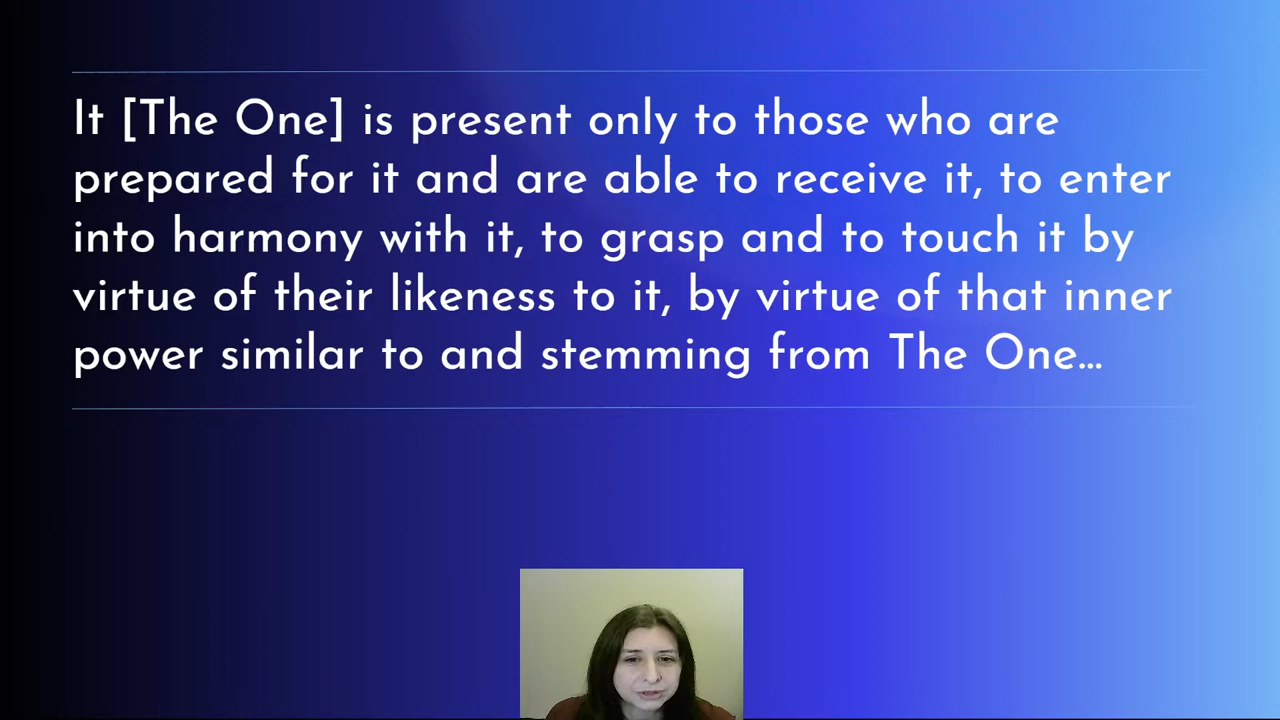 It [The One] is present only to those who are
prepared for it and are able to receive it, to enter
into harmony with it, to grasp and to touch it by
virtue of their likeness to it, by virtue of that inner
power similar to and stemming from The One...